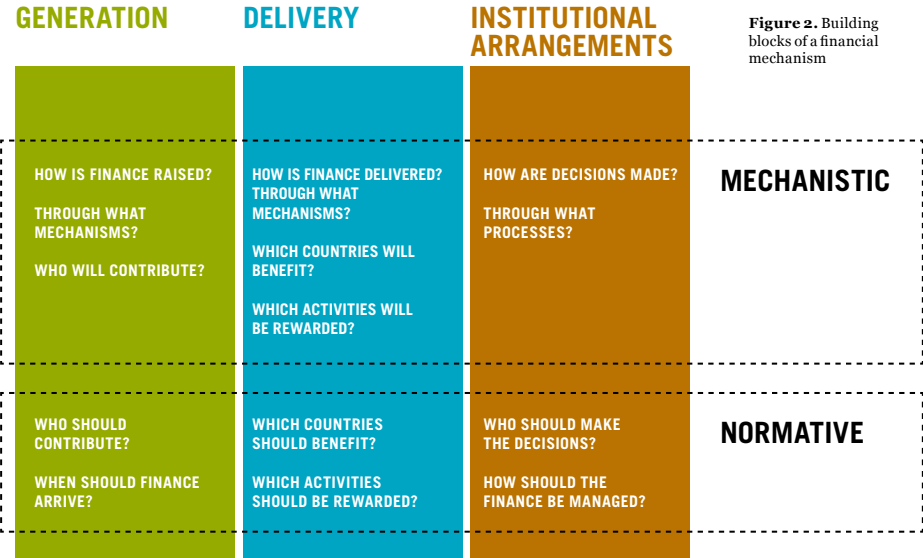 GENERATION
DELIVERY
INSTITUTIONAL
ARRANGEMENTS
Figure 2. Building
blocks of a financial
mechanism
HOW IS FINANCE RAISED?
THROUGH WHAT
MECHANISMS?
WHO WILL CONTRIBUTE?
HOW IS FINANCE DELIVERED?
THROUGH WHAT
MECHANISMS?
WHICH COUNTRIES WILL
BENEFIT?
WHICH ACTIVITIES WILL
BE REWARDED?
HOW ARE DECISIONS MADE?
THROUGH WHAT
PROCESSES?
MECHANISTIC
WHO SHOULD
CONTRIBUTE?
WHEN SHOULD FINANCE
ARRIVE?
WHICH COUNTRIES
SHOULD BENEFIT?
WHICH ACTIVITIES
SHOULD BE REWARDED?
WHO SHOULD MAKE
THE DECISIONS?
HOW SHOULD THE
FINANCE BE MANAGED?
NORMATIVE